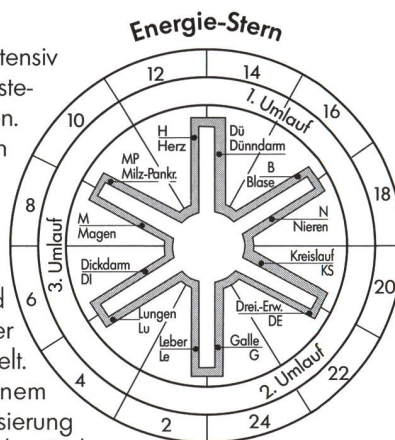 Energie-Stern
tensiv
ste-
en.
n
d
er
elt.
nem
sierung
12
14
16
18
20
22
24
2
4
6
8
10
1. Umlauf
2. Umlauf
3. Umlauf
H
Herz
Dü
Dünndarm
B
Blase
N
Nieren
Kreislauf
KS
Drei.-Erw.
DE
Galle
G
Leber
Le
Lungen
Lu
Dickdarm
DI
M
Magen
MP
Milz-Pankr.